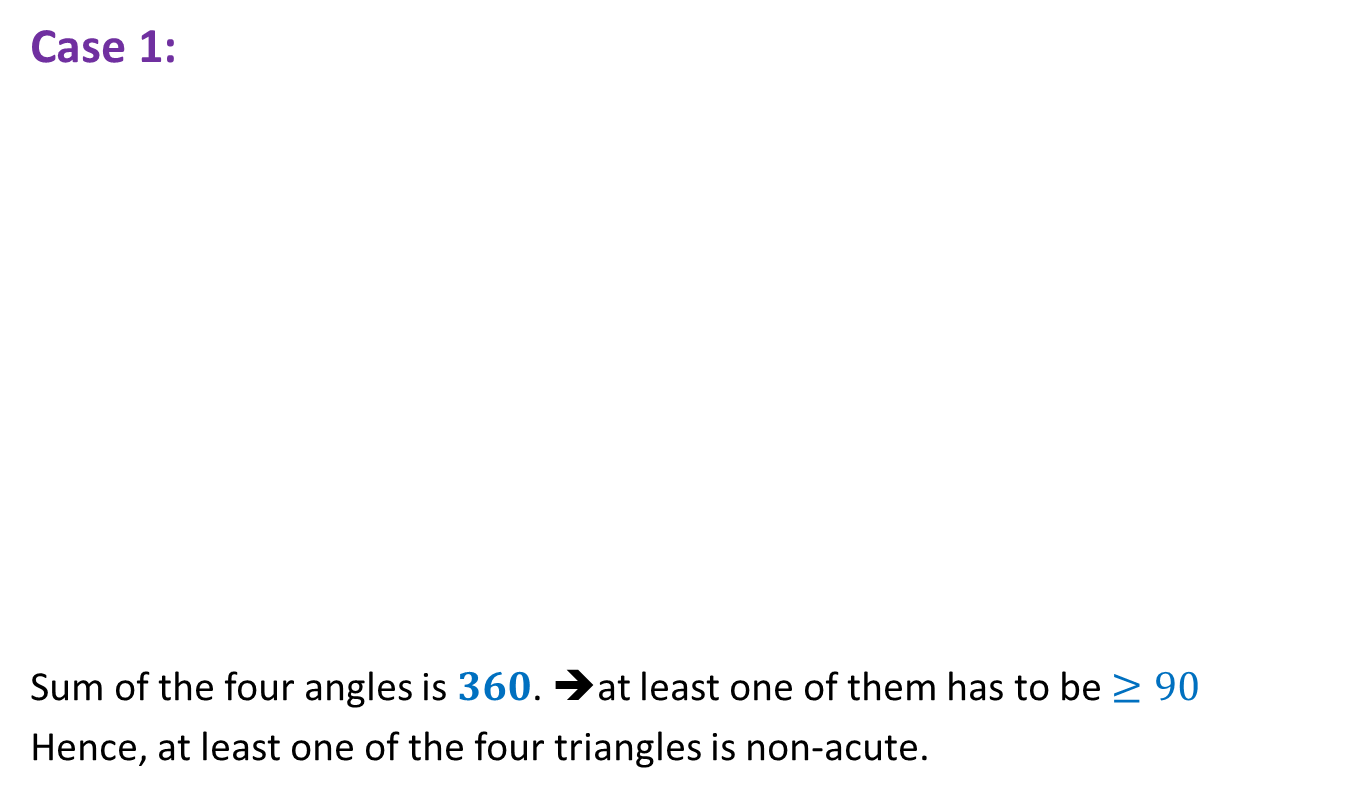 Case 1:
Sum of the four angles is 360. ➔at least one of them has to be ≥ 90
Hence, at least one of the four triangles is non-acute.